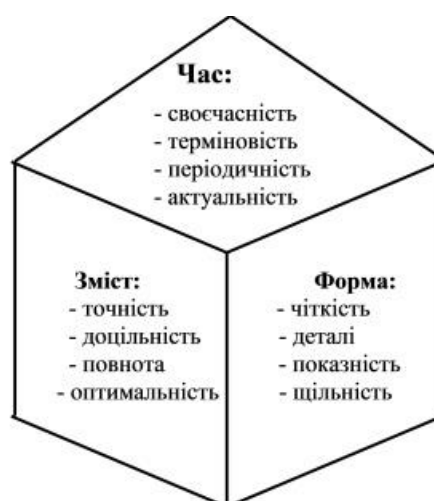 Час:
- своєчасність
- терміновість
- періодичність
- актуальність
Зміст:
- точність
- доцільність
- повнота
- оптимальність
Форма:
- чіткість
- деталі
- показність
- щільність